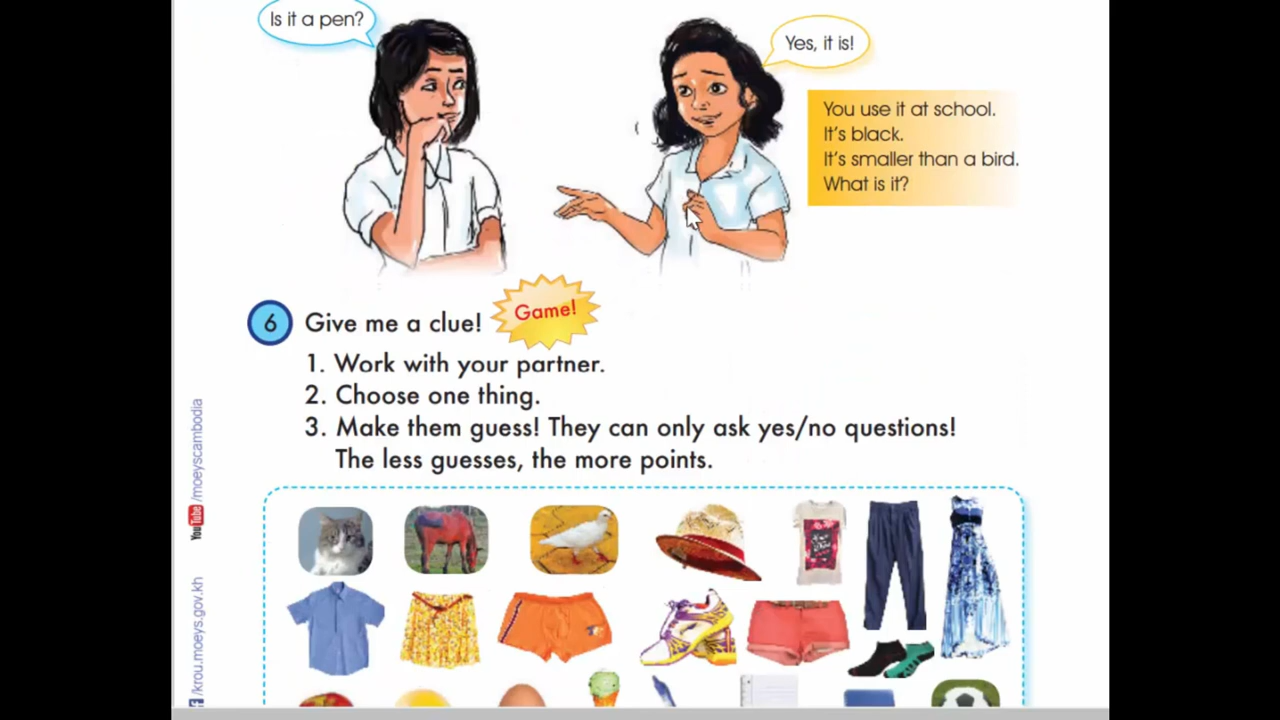 Is it a pen?
Yes, it is!
You use it at school.
It's black.
It's smaller than a bird.
What is it?
6 Give me a clue! Game!
1. Work with your partner.
2. Choose one thing.
3. Make them guess! They can only ask yes/no questions!
The less guesses, the more points.
YouTube /moeyscambodia
f /krou.moeys.gov.kh